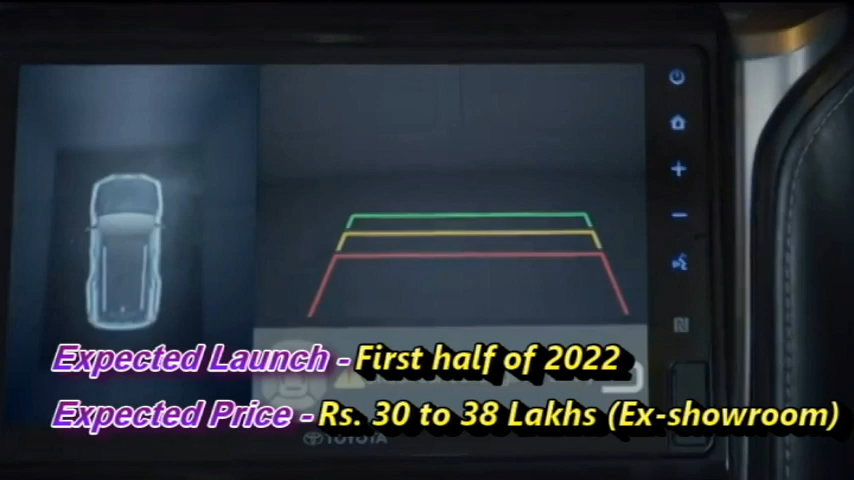 Expected Launch - First half of 2022
Expected Price - Rs. 30 to 38 Lakhs (Ex-showroom)
TOYOTA